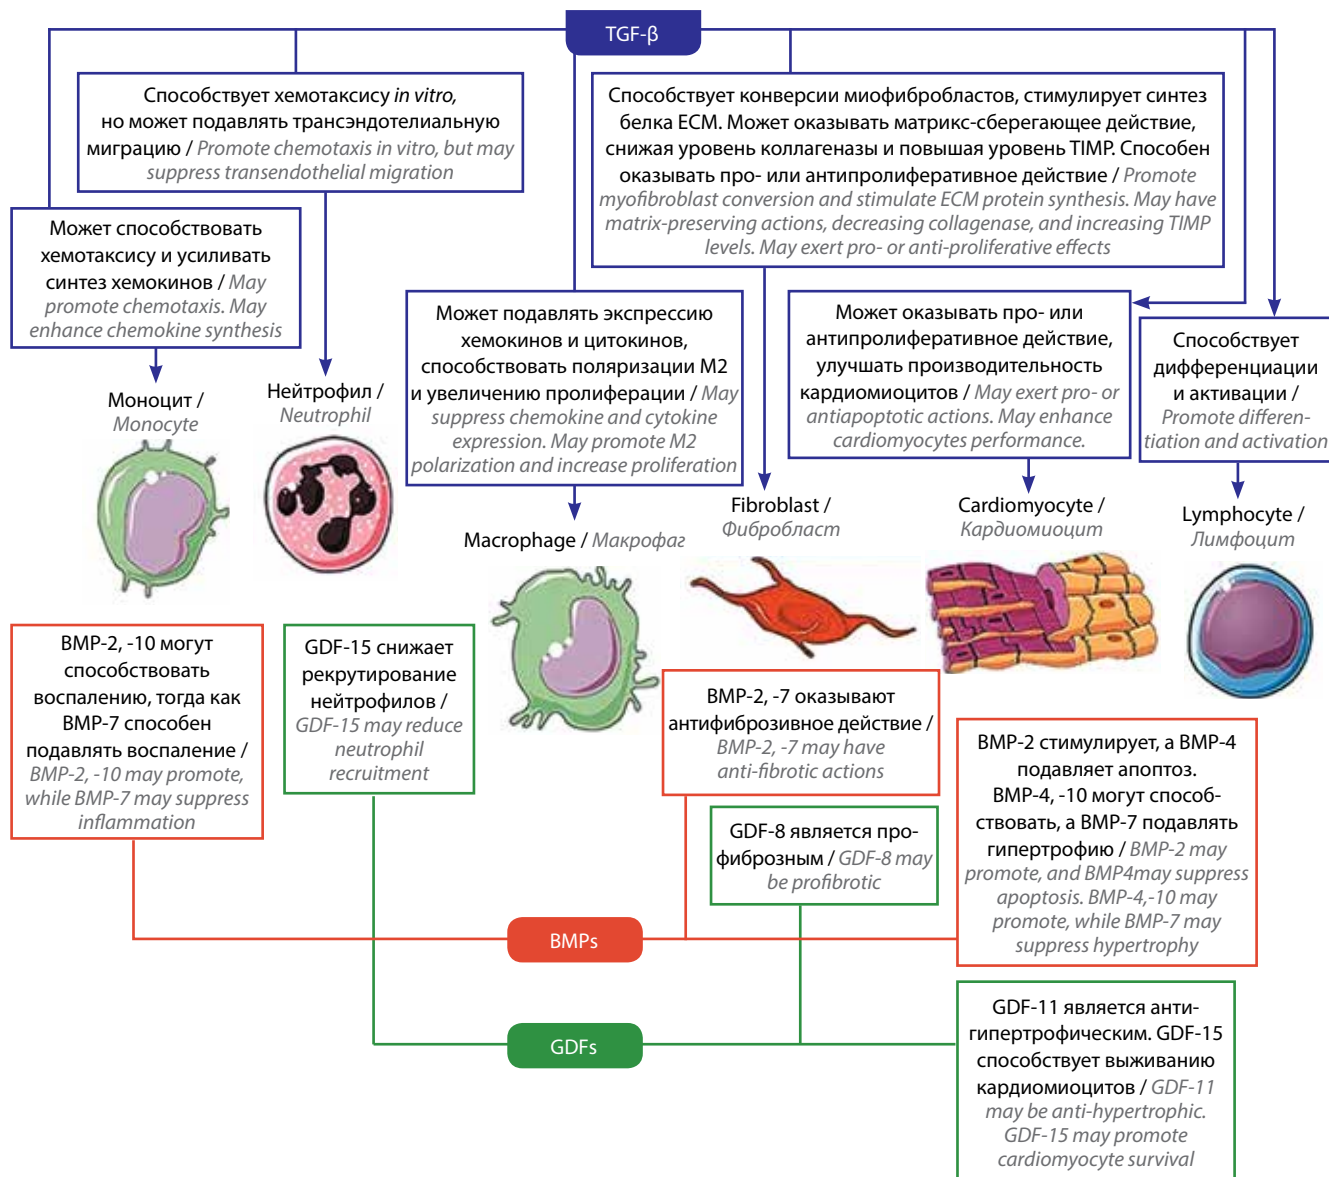 TGF-β
Способствует хемотаксису in vitro,
но может подавлять трансэндотелиальную
миграцию / Promote chemotaxis in vitro, but may
suppress transendothelial migration
Способствует конверсии миофибробластов, стимулирует синтез
белка ECM. Может оказывать матрикс-сберегающее действие,
снижая уровень коллагеназы и повышая уровень TIMP. Способен
оказывать про- или антипролиферативное действие / Promote
myofibroblast conversion and stimulate ECM protein synthesis. May have
matrix-preserving actions, decreasing collagenase, and increasing TIMP
levels. May exert pro- or anti-proliferative effects
Может способствовать
хемотаксису и усиливать
синтез хемокинов / May
promote chemotaxis. May
enhance chemokine synthesis
Может подавлять экспрессию
хемокинов и цитокинов,
способствовать поляризации M2
и увеличению пролиферации / May
suppress chemokine and cytokine
expression. May promote M2
polarization and increase proliferation
Может оказывать про- или
антипролиферативное действие,
улучшать производительность
кардиомиоцитов / May exert pro- or
antiapoptotic actions. May enhance
cardiomyocytes performance.
Способствует
дифференциации
и активации /
Promote differen-
tiation and activation
Моноцит /
Monocyte
Нейтрофил /
Neutrophil
Macrophage / Макрофаг
Fibroblast /
Фибробласт
Cardiomyocyte /
Кардиомиоцит
Lymphocyte /
Лимфоцит
BMP-2, -10 могут
способствовать
воспалению, тогда как
BMP-7 способен
подавлять воспаление /
BMP-2, -10 may promote,
while BMP-7 may suppress
inflammation
GDF-15 снижает
рекрутирование
нейтрофилов /
GDF-15 may reduce
neutrophil
recruitment
BMP-2, -7 оказывают
антифиброзивное действие /
BMP-2, -7 may have
anti-fibrotic actions
GDF-8 является про-
фиброзным / GDF-8 may
be profibrotic
BMP-2 стимулирует, а BMP-4
подавляет апоптоз.
BMP-4, -10 могут способ-
ствовать, а BMP-7 подавлять
гипертрофию / BMP-2 may
promote, and BMP4may suppress
apoptosis. BMP-4,-10 may
promote, while BMP-7 may
suppress hypertrophy
BMPs
GDFs
GDF-11 является анти-
гипертрофическим. GDF-15
способствует выживанию
кардиомиоцитов / GDF-11
may be anti-hypertrophic.
GDF-15 may promote
cardiomyocyte survival